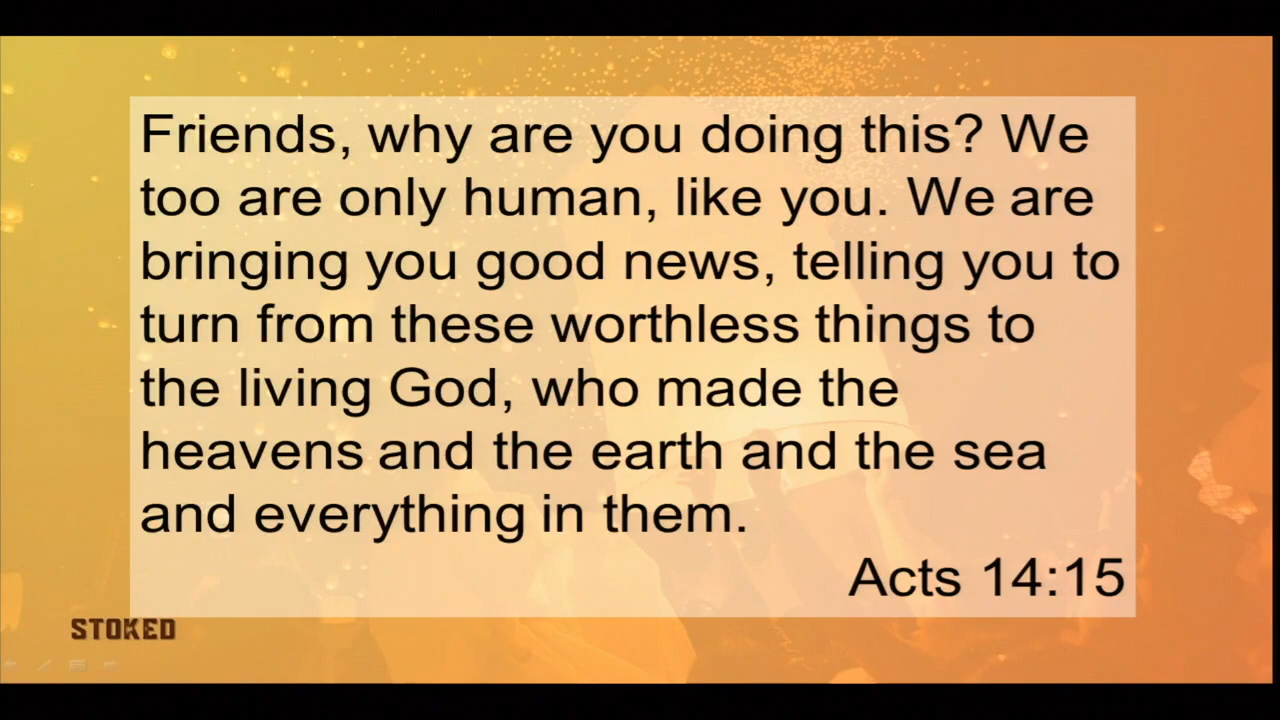 Friends, why are you doing this? We
too are only human, like you. We are
bringing you good news, telling you to
turn from these worthless things to
the living God, who made the
heavens and the earth and the sea
and everything in them.
Acts 14:15
STOKED